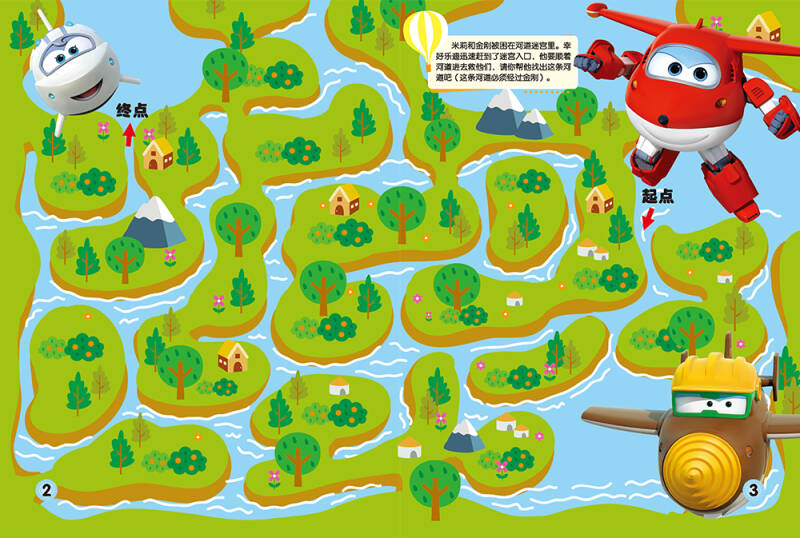 米莉和金刚被困在河道迷宫里。幸
好乐迪迅速赶到了迷宫入口，他要顺着
河道进去救他们，请你帮他找出这条河
道吧（这条河道必须经过金刚）。
终点
起点
2
3